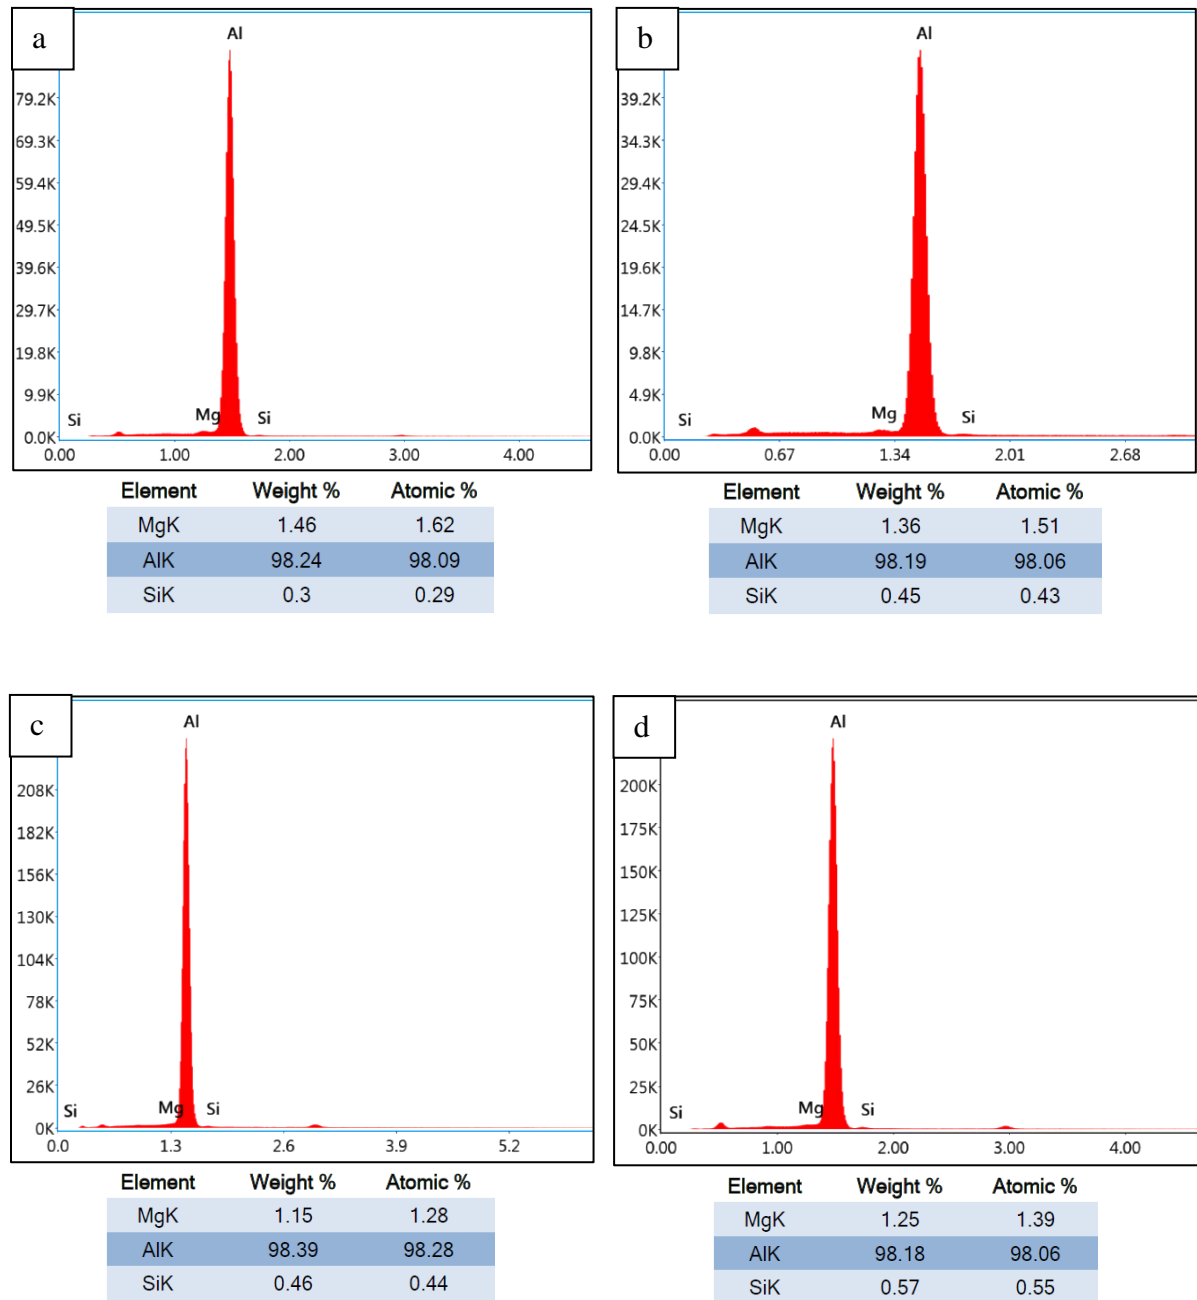 a
Al
79.2K
69.3K
59.4K
49.5K
39.6K
29.7K
19.8K
9.9K
0.0K
Si
Mg
Si
0.00 1.00 2.00 3.00 4.00
Element Weight % Atomic %
MgK 1.46 1.62
AlK 98.24 98.09
SiK 0.3 0.29
b
Al
39.2K
34.3K
29.4K
24.5K
19.6K
14.7K
9.8K
4.9K
0.0K
Si
Mg
Si
0.00 0.67 1.34 2.01 2.68
Element Weight % Atomic %
MgK 1.36 1.51
AlK 98.19 98.06
SiK 0.45 0.43
c
Al
208K
182K
156K
130K
104K
78K
52K
26K
0K
Si
Mg
Si
0.0 1.3 2.6 3.9 5.2
Element Weight % Atomic %
MgK 1.15 1.28
AlK 98.39 98.28
SiK 0.46 0.44
d
Al
200K
175K
150K
125K
100K
75K
50K
25K
0K
Si
Mg
Si
0.00 1.00 2.00 3.00 4.00
Element Weight % Atomic %
MgK 1.25 1.39
AlK 98.18 98.06
SiK 0.57 0.55